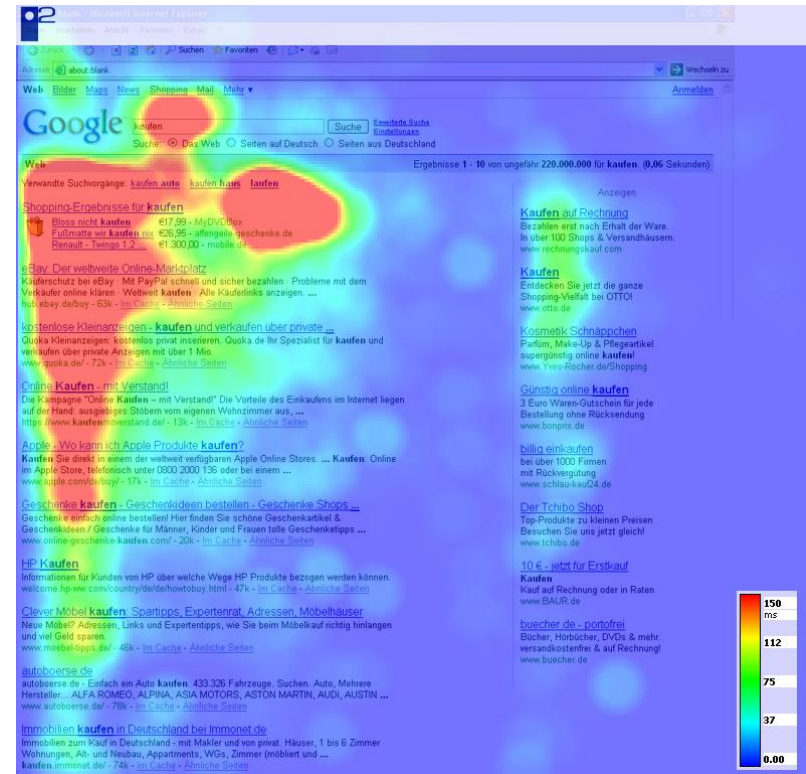 blank - Microsoft Internet Explorer
Bearbeiten Ansicht Favoriten Extras
Zurück Suchen Favoriten
Adresse about:blank Wechseln zu
Web Bilder Maps News Shopping Mail Mehr ▼ Anmelden
Google kaufen Suche Erweiterte Suche
Einstellungen
Suche: Das Web Seiten auf Deutsch Seiten aus Deutschland
Web Ergebnisse 1 - 10 von ungefähr 220.000.000 für kaufen. (0,06 Sekunden)
Verwandte Suchvorgänge: kaufen auto kaufen haus laufen
Shopping-Ergebnisse für kaufen
Bloss nicht kaufen €17,99 - MyDVDBox
Fußmatte wir kaufen nix €26,95 - affengeile-geschenke.de
Renault - Twingo 1.2 ... €1.300,00 - mobile.de
eBay: Der weltweite Online-Marktplatz
Käuferschutz bei eBay · Mit PayPal schnell und sicher bezahlen · Probleme mit dem
Verkäufer online klären · Weltweit kaufen · Alle Käuferlinks anzeigen. ...
hub.ebay.de/buy - 63k - Im Cache - Ähnliche Seiten
kostenlose Kleinanzeigen - kaufen und verkaufen über private ...
Quoka Kleinanzeigen: kostenlos privat inserieren. Quoka.de Ihr Spezialist für kaufen und
verkaufen über private Anzeigen mit über 1 Mio.
www.quoka.de/ - 72k - Im Cache - Ähnliche Seiten
Online Kaufen - mit Verstand!
Die Kampagne "Online Kaufen – mit Verstand!" Die Vorteile des Einkaufens im Internet liegen
auf der Hand: ausgiebiges Stöbern vom eigenen Wohnzimmer aus, ...
https://www.kaufenmitverstand.de/ - 13k - Im Cache - Ähnliche Seiten
Apple - Wo kann ich Apple Produkte kaufen?
Kaufen Sie direkt in einem der weltweit verfügbaren Apple Online Stores. ... Kaufen: Online
im Apple Store, telefonisch unter 0800 2000 136 oder bei einem ...
www.apple.com/de/buy/ - 17k - Im Cache - Ähnliche Seiten
Geschenke kaufen - Geschenkideen bestellen - Geschenke Shops ...
Geschenke einfach online bestellen! Hier finden Sie schöne Geschenkartikel &
Geschenkideen / Geschenke für Männer, Kinder und Frauen tolle Geschenketipps ...
www.online-geschenke-kaufen.com/ - 20k - Im Cache - Ähnliche Seiten
HP Kaufen
Informationen für Kunden von HP über welche Wege HP Produkte bezogen werden können.
welcome.hp-ww.com/country/de/de/howtobuy.html - 47k - Im Cache - Ähnliche Seiten
Clever Möbel kaufen: Spartipps, Expertenrat, Adressen, Möbelhäuser
Neue Möbel? Adressen, Links und Expertentipps, wie Sie beim Möbelkauf richtig hinlangen
und viel Geld sparen.
www.moebel-tipps.de/ - 46k - Im Cache - Ähnliche Seiten
autoboerse.de
autoboerse.de - Einfach ein Auto kaufen. 433.326 Fahrzeuge. Suchen. Auto, Mehrere
Hersteller... ALFA ROMEO, ALPINA, ASIA MOTORS, ASTON MARTIN, AUDI, AUSTIN ...
www.autoboerse.de/ - 76k - Im Cache - Ähnliche Seiten
Immobilien kaufen in Deutschland bei Immonet.de
Immobilien zum Kauf in Deutschland - mit Makler und von privat. Häuser, 1 bis 6 Zimmer
Wohnungen, Alt- und Neubau, Appartments, WGs, Zimmer (möbliert und ...
kaufen.immonet.de/ - 74k - Im Cache - Ähnliche Seiten
Anzeigen
Kaufen auf Rechnung
Bezahlen erst nach Erhalt der Ware.
In über 100 Shops & Versandhäusern.
www.rechnungskauf.com
Kaufen
Entdecken Sie jetzt die ganze
Shopping-Vielfalt bei OTTO!
www.otto.de
Kosmetik Schnäppchen
Parfüm, Make-Up & Pflegeartikel
supergünstig online kaufen!
www.Yves-Rocher.de/Shopping
Günstig online kaufen
3 Euro Waren-Gutschein für jede
Bestellung ohne Rücksendung
www.bonprix.de
billig einkaufen
bei über 1000 Firmen
mit Rückvergütung
www.schlau-kauf24.de
Der Tchibo Shop
Top-Produkte zu kleinen Preisen
Besuchen Sie uns jetzt gleich!
www.tchibo.de
10 € - jetzt für Erstkauf
Kaufen
Kauf auf Rechnung oder in Raten
www.BAUR.de
buecher.de - portofrei
Bücher, Hörbücher, DVDs & mehr.
versandkostenfrei & auf Rechnung!
www.buecher.de
150
ms
112
75
37
0.00